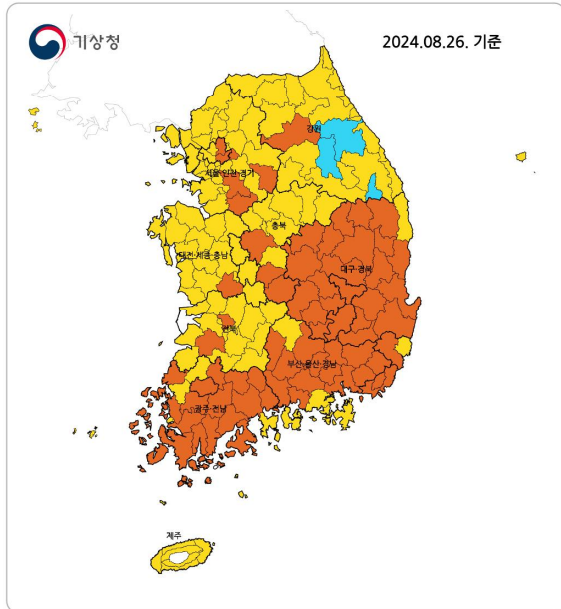 기상청
2024.08.26. 기준
강원
서울·인천·경기
충북
대전·세종·충남
대구·경북
전북
부산·울산·경남
광주·전남
제주